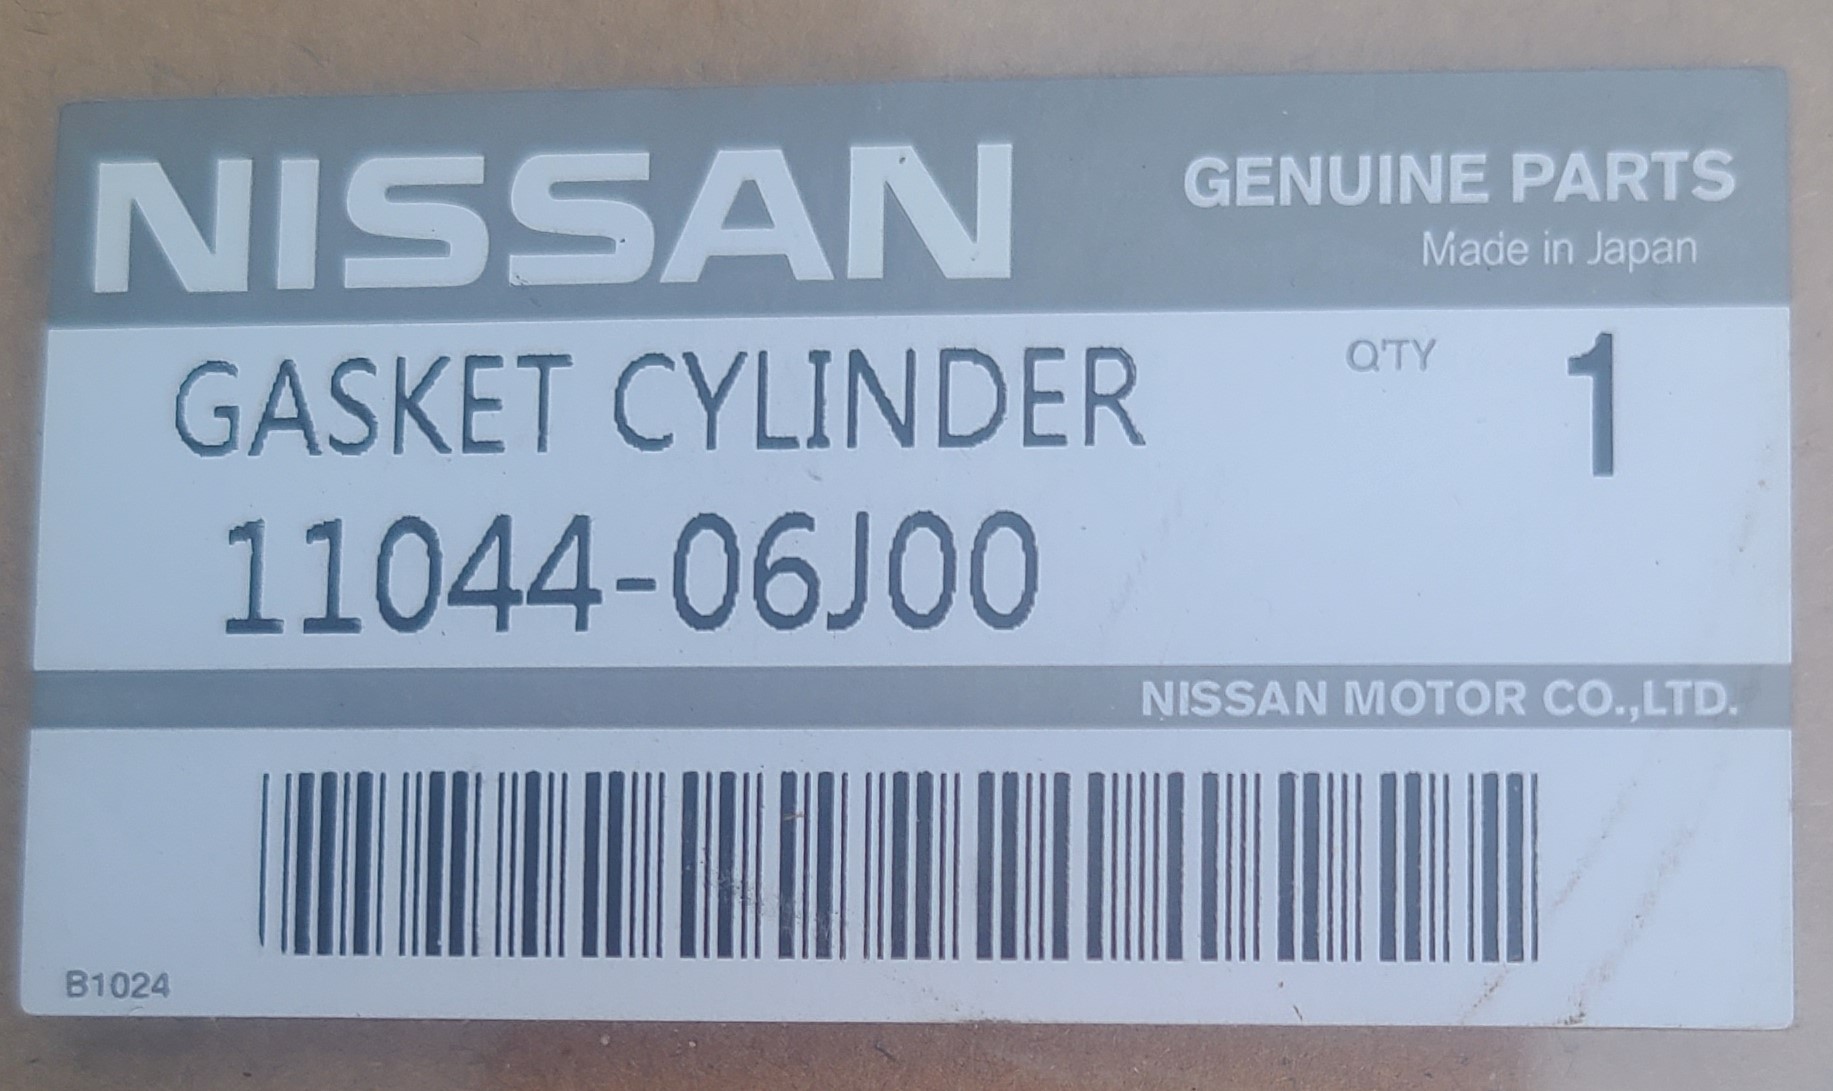 NISSAN
GENUINE PARTS
Made in Japan
GASKET CYLINDER
Q'TY 1
11044-06J00
NISSAN MOTOR CO.,LTD.
B1024